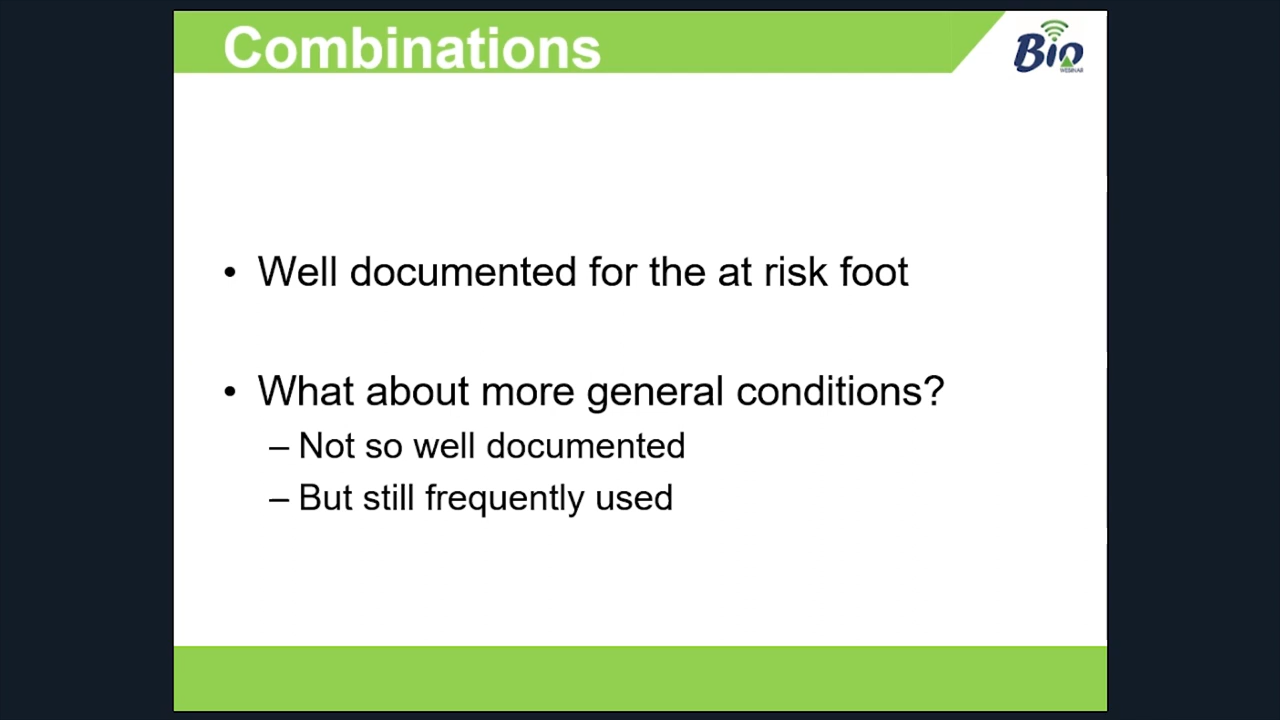 Combinations
Bio
WEBINAR
• Well documented for the at risk foot
• What about more general conditions?
– Not so well documented
– But still frequently used